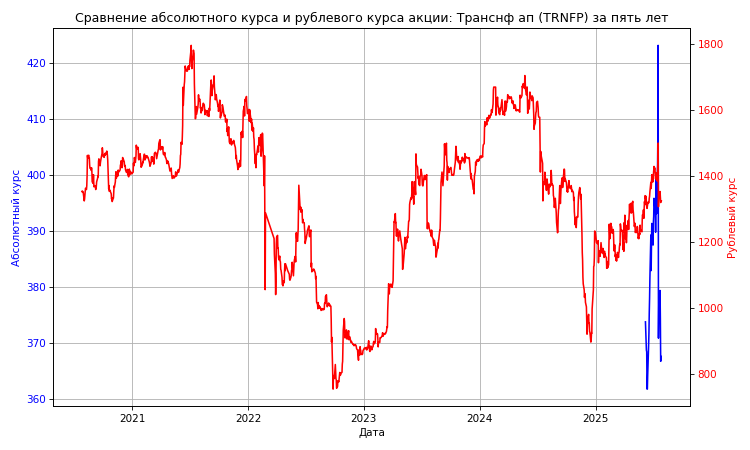 Сравнение абсолютного курса и рублевого курса акции: Транснф ап (TRNFP) за пять лет
420
410
400
390
380
370
360
Абсолютный курс
1800
1600
1400
1200
1000
800
Рублевый курс
2021 2022 2023 2024 2025
Дата